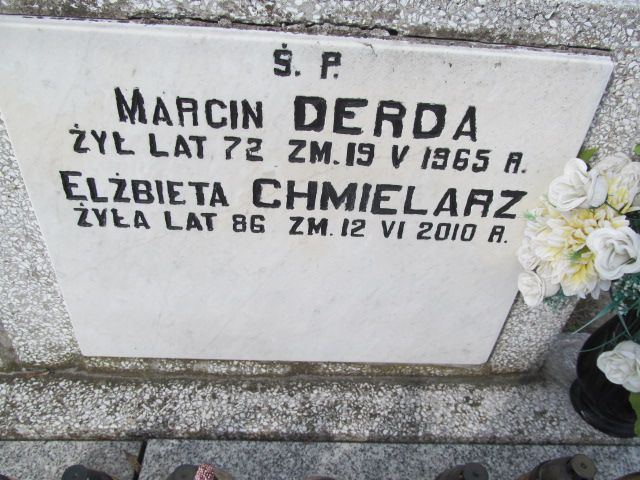 Ś. P.
MARCIN DERDA
ŻYŁ LAT 72 ZM. 19 V 1965 R.
ELŻBIETA CHMIELARZ
ŻYŁA LAT 86 ZM. 12 VI 2010 R.